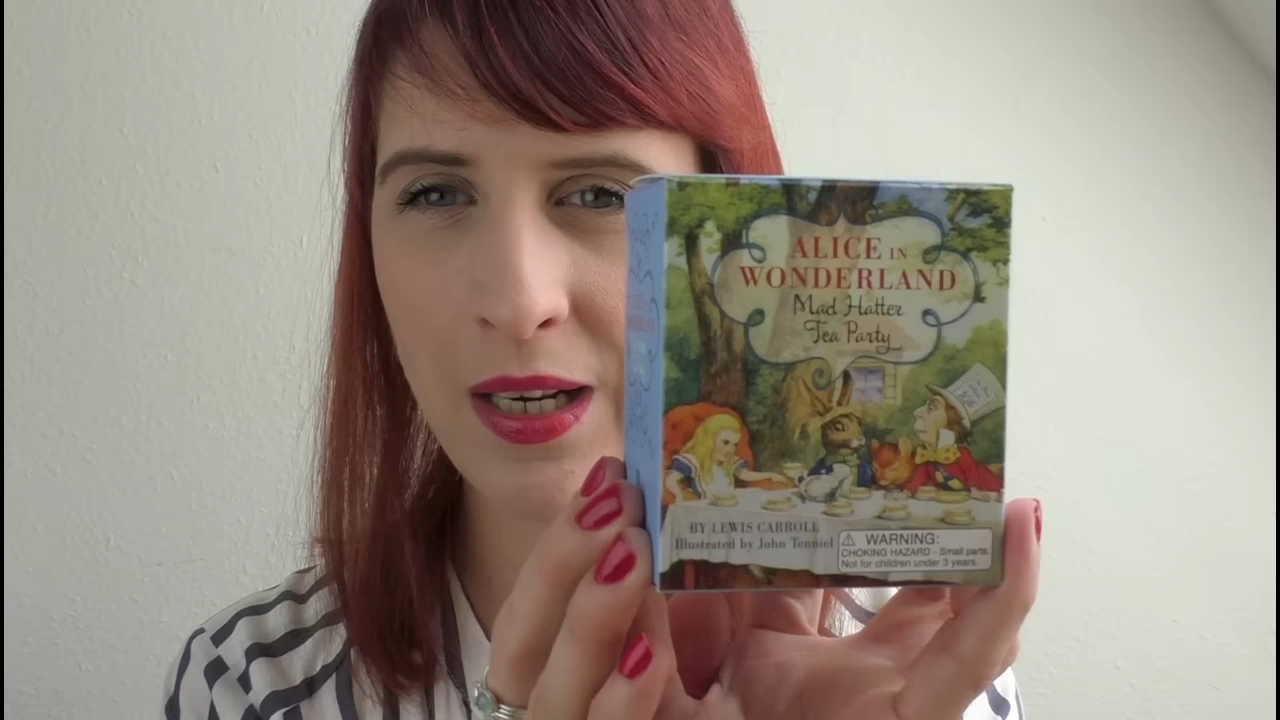 ALICE IN
WONDERLAND
Mad Hatter
Tea Party
BY LEWIS CARROLL
Illustrated by John Tenniel
WARNING:
CHOKING HAZARD - Small parts.
Not for children under 3 years.